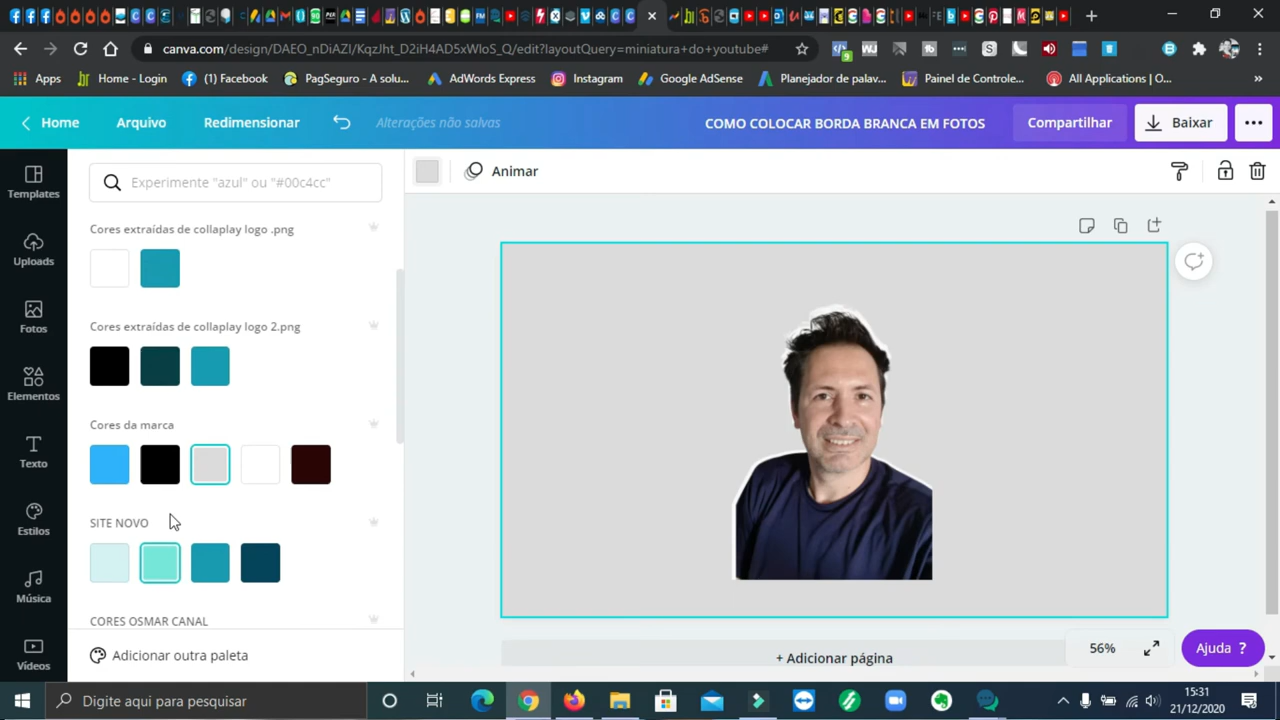 canva.com/design/DAEO_nDiAZI/KqzJht_D2iH4AD5xWIoS_Q/edit?layoutQuery=miniatura+do+youtube#
Apps
Home - Login
(1) Facebook
PagSeguro - A solu...
AdWords Express
Instagram
Google AdSense
Planejador de palav...
Painel de Controle...
All Applications | O...
Home
Arquivo
Redimensionar
Alterações não salvas
COMO COLOCAR BORDA BRANCA EM FOTOS
Compartilhar
Baixar
Templates
Uploads
Fotos
Elementos
Texto
Estilos
Música
Vídeos
Experimente "azul" ou "#00c4cc"
Cores extraídas de collaplay logo .png
Cores extraídas de collaplay logo 2.png
Cores da marca
SITE NOVO
CORES OSMAR CANAL
Adicionar outra paleta
Animar
+ Adicionar página
56%
Ajuda ?
Digite aqui para pesquisar
15:31
21/12/2020